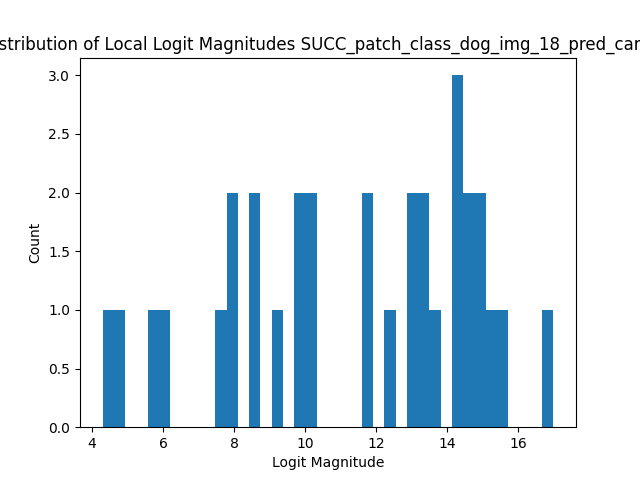 stribution of Local Logit Magnitudes SUCC_patch_class_dog_img_18_pred_car
3.0
2.5
2.0
1.5
1.0
0.5
0.0
Count
4 6 8 10 12 14 16
Logit Magnitude